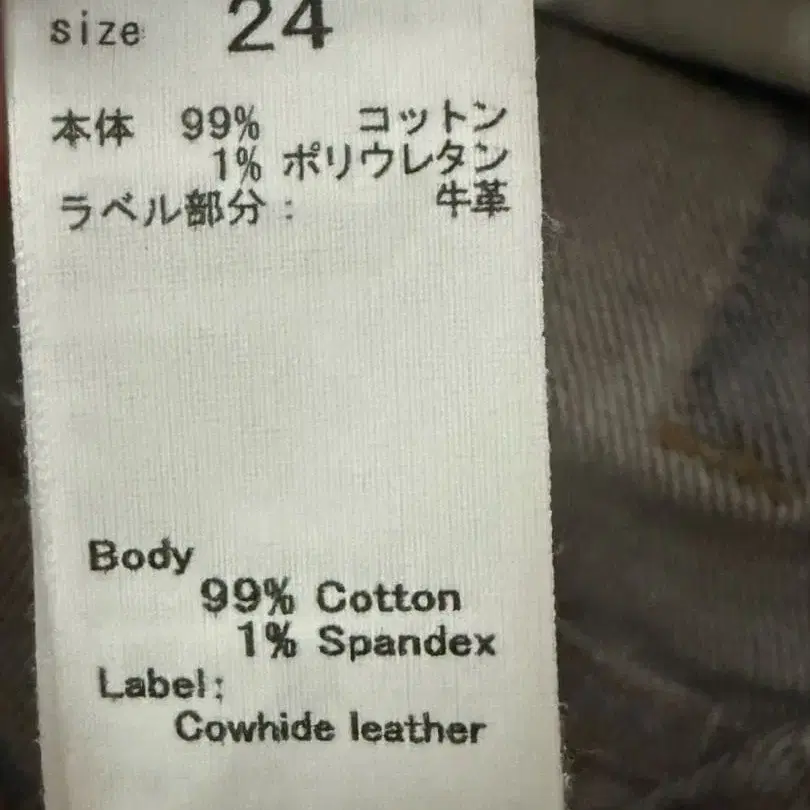 size 24
本体 99% コットン
1% ポリウレタン
ラベル部分: 牛革
Body
99% Cotton
1% Spandex
Label:
Cowhide leather